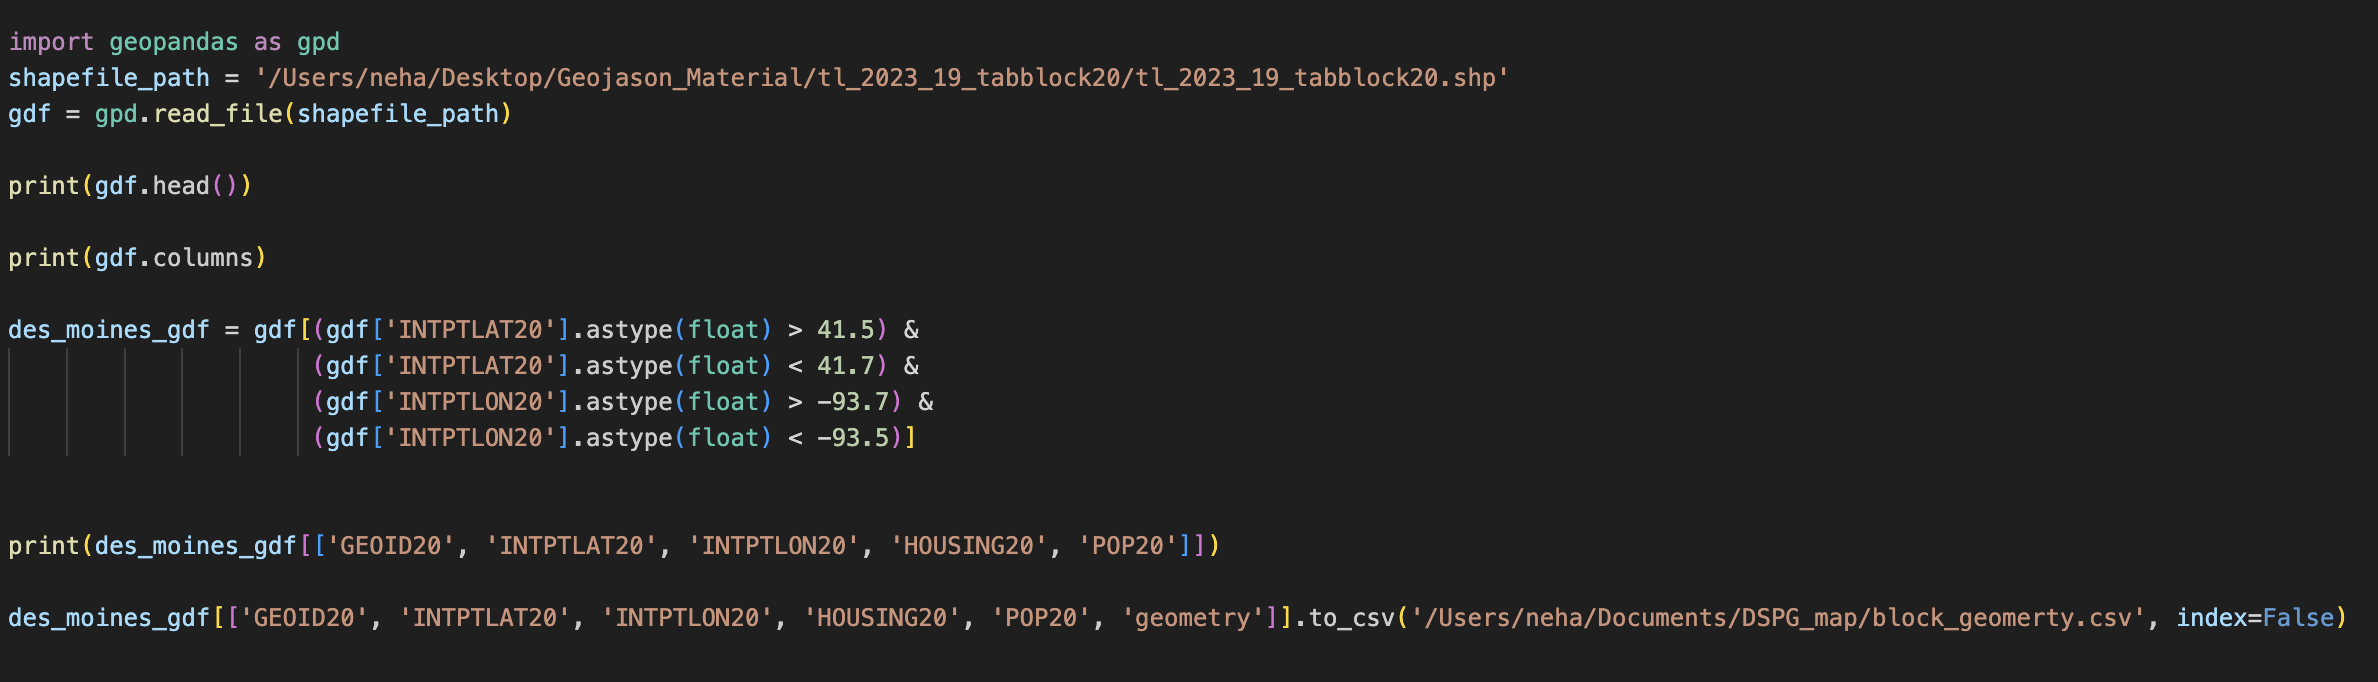 import geopandas as gpd
shapefile_path = '/Users/neha/Desktop/Geojason_Material/tl_2023_19_tabblock20/tl_2023_19_tabblock20.shp'
gdf = gpd.read_file(shapefile_path)
print(gdf.head())
print(gdf.columns)
des_moines_gdf = gdf[(gdf['INTPTLAT20'].astype(float) > 41.5) &
(gdf['INTPTLAT20'].astype(float) < 41.7) &
(gdf['INTPTLON20'].astype(float) > -93.7) &
(gdf['INTPTLON20'].astype(float) < -93.5)]
print(des_moines_gdf[['GEOID20', 'INTPTLAT20', 'INTPTLON20', 'HOUSING20', 'POP20']])
des_moines_gdf[['GEOID20', 'INTPTLAT20', 'INTPTLON20', 'HOUSING20', 'POP20', 'geometry']].to_csv('/Users/neha/Documents/DSPG_map/block_geomerty.csv', index=False)